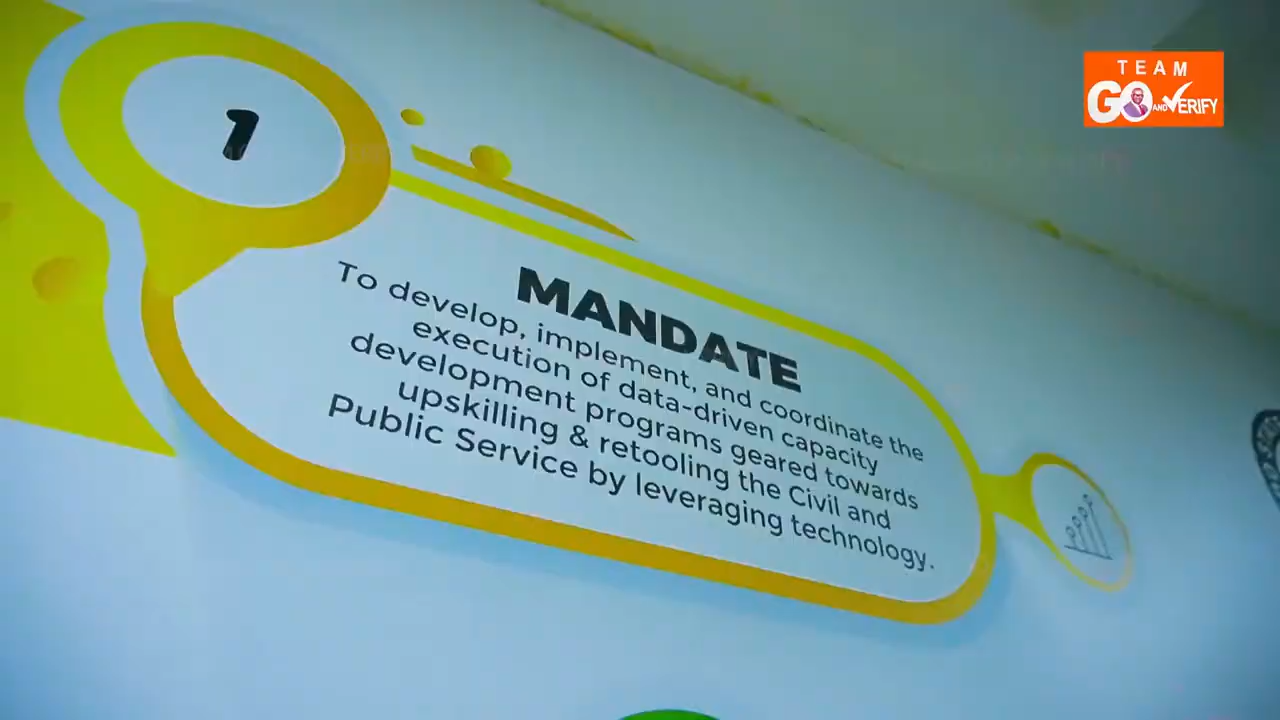 TEAM
GO AND VERIFY
1
MANDATE
To develop, implement, and coordinate the
execution of data-driven capacity
development programs geared towards
upskilling & retooling the Civil and
Public Service by leveraging technology.